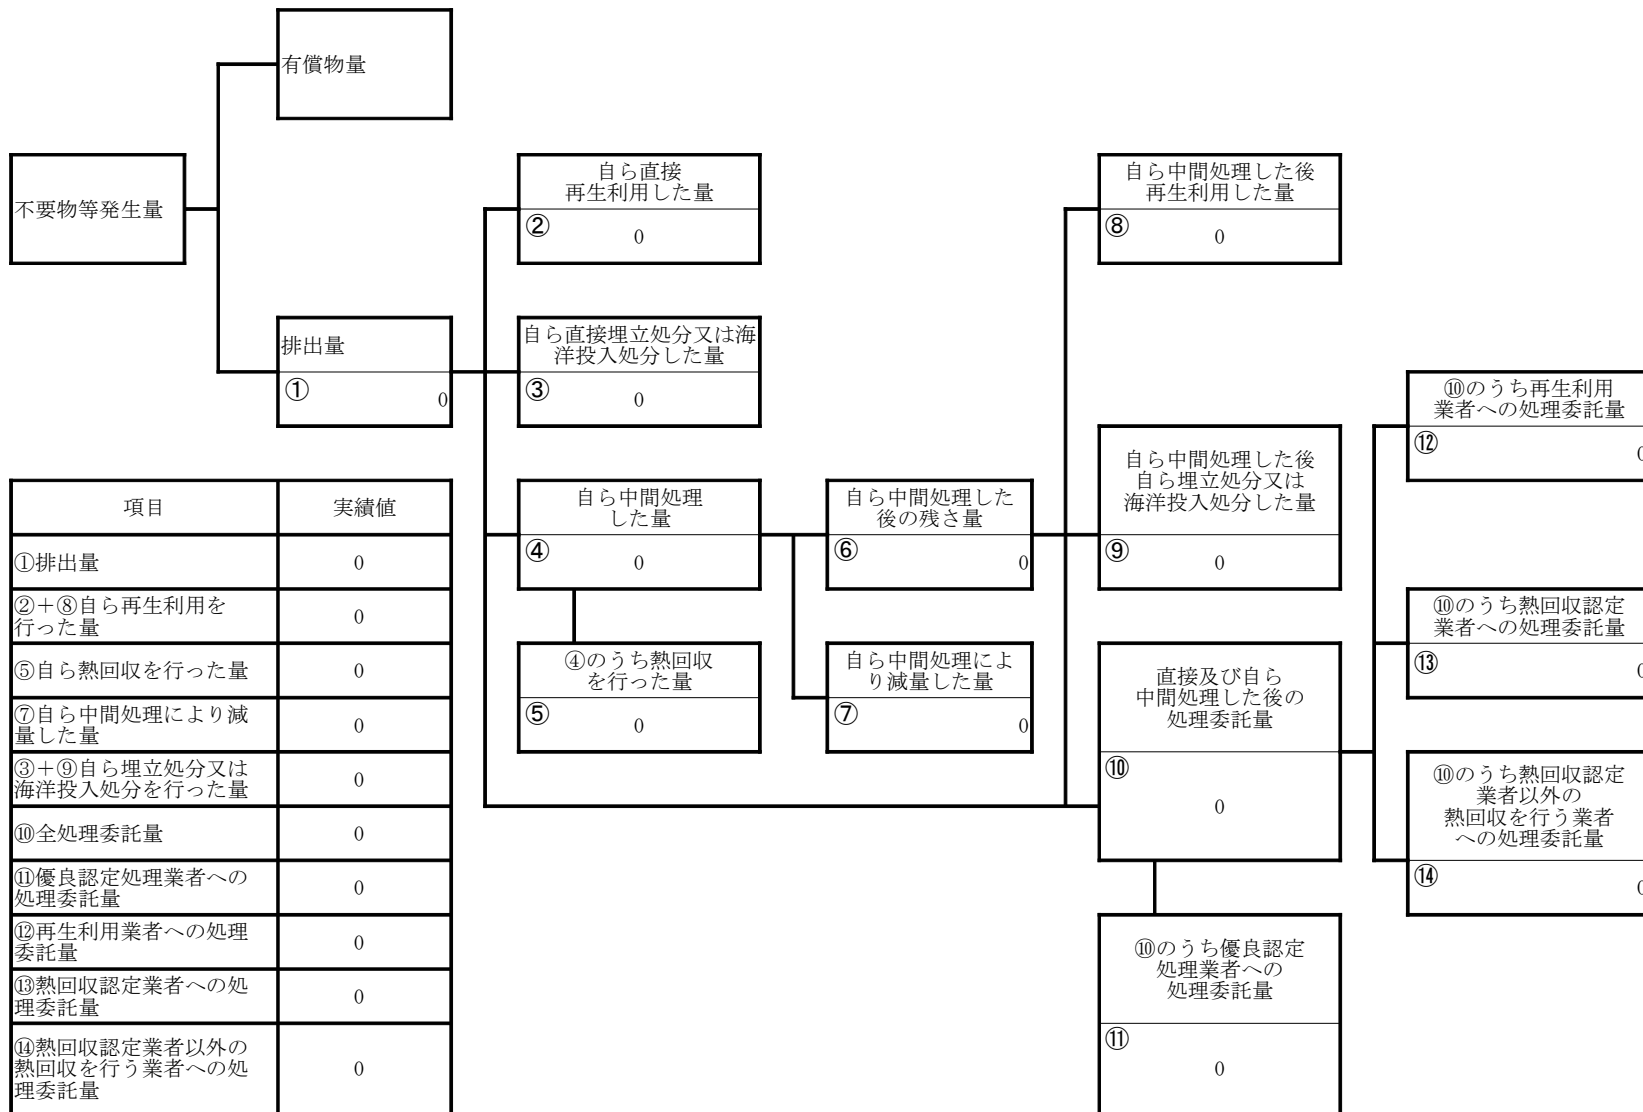 有償物量
不要物等発生量
自ら直接
再生利用した量
②
0
自ら中間処理した後
再生利用した量
⑧
0
排出量
①
0
自ら直接埋立処分又は海
洋投入処分した量
③
0
⑩のうち再生利用
業者への処理委託量
⑫
0
自ら中間処理した後
自ら埋立処分又は
海洋投入処分した量
⑨
0
自ら中間処理
した量
④
0
自ら中間処理した
後の残さ量
⑥
0
⑩のうち熱回収認定
業者への処理委託量
⑬
0
④のうち熱回収
を行った量
⑤
0
自ら中間処理によ
り減量した量
⑦
0
直接及び自ら
中間処理した後の
処理委託量
⑩
0
⑩のうち熱回収認定
業者以外の
熱回収を行う業者
への処理委託量
⑭
0
⑩のうち優良認定
処理業者への
処理委託量
⑪
0
項目 実績値
①排出量 0
②+⑧自ら再生利用を
行った量 0
⑤自ら熱回収を行った量 0
⑦自ら中間処理により減
量した量 0
③+⑨自ら埋立処分又は
海洋投入処分を行った量 0
⑩全処理委託量 0
⑪優良認定処理業者への
処理委託量 0
⑫再生利用業者への処理
委託量 0
⑬熱回収認定業者への処
理委託量 0
⑭熱回収認定業者以外の
熱回収を行う業者への処
理委託量 0